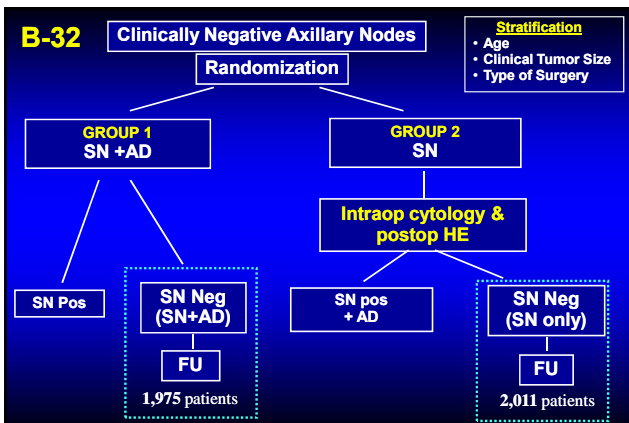 B-32
Clinically Negative Axillary Nodes
Randomization
Stratification
• Age
• Clinical Tumor Size
• Type of Surgery
GROUP 1
SN +AD
GROUP 2
SN
Intraop cytology &
postop HE
SN Pos
SN Neg
(SN+AD)
SN pos
+ AD
SN Neg
(SN only)
FU
1,975 patients
FU
2,011 patients